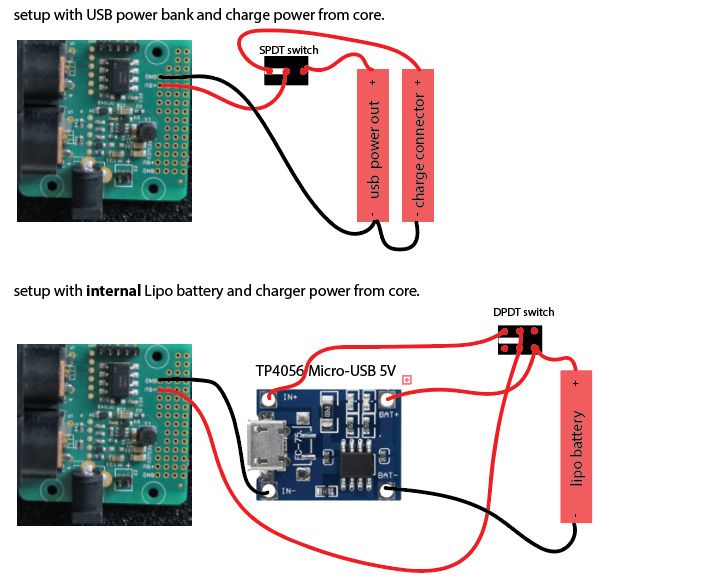 setup with USB power bank and charge power from core.
SPDT switch
+
+
usb power out
charge connector
-
-
setup with internal Lipo battery and charger power from core.
DPDT switch
TP4056 Micro-USB 5V
IN+
BAT+
+
lipo battery
IN-
BAT-
-